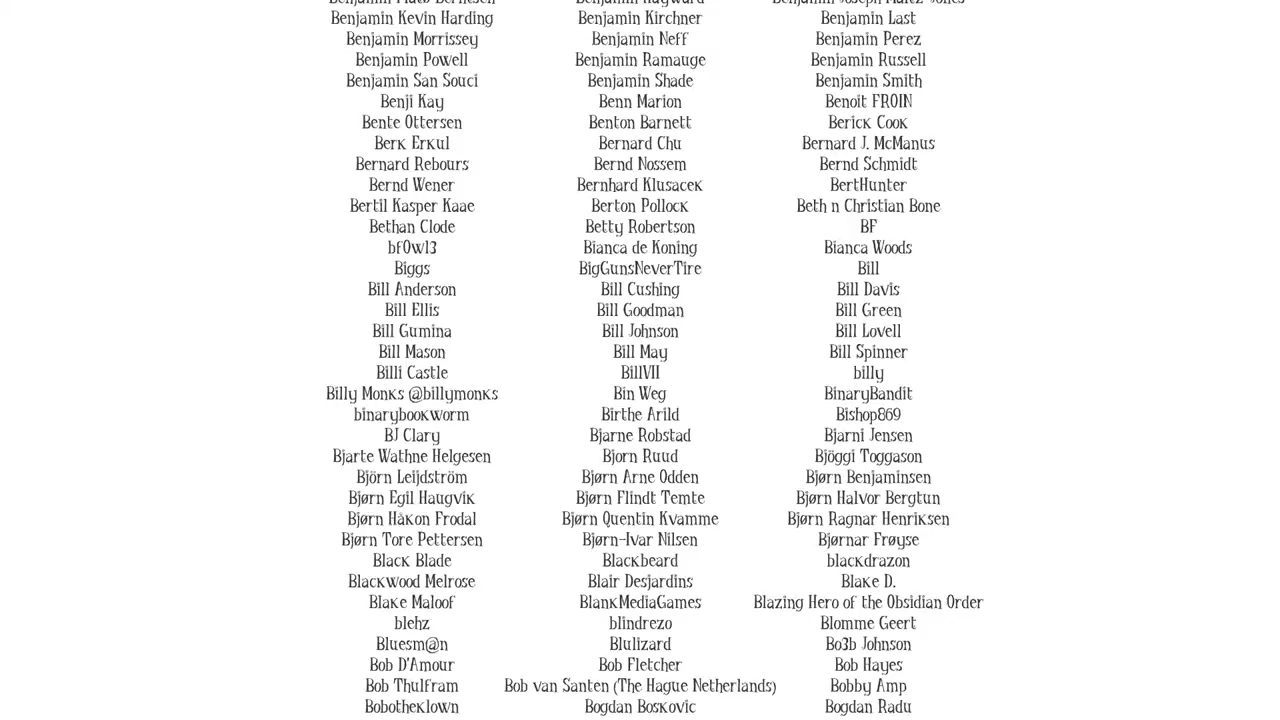 Benjamin Kevin Harding Benjamin Kirchner Benjamin Last
Benjamin Morrissey Benjamin Neff Benjamin Perez
Benjamin Powell Benjamin Ramauge Benjamin Russell
Benjamin San Souci Benjamin Shade Benjamin Smith
Benji Kay Benn Marion Benoit FROIN
Bente Ottersen Benton Barnett Berick Cook
Berk Erkul Bernard Chu Bernard J. McManus
Bernard Rebours Bernd Nossem Bernd Schmidt
Bernd Wener Bernhard Klusacek BertHunter
Bertil Kasper Kaae Berton Pollock Beth n Christian Bone
Bethan Clode Betty Robertson BF
bf0wl3 Bianca de Koning Bianca Woods
Biggs BigGunsNeverTire Bill
Bill Anderson Bill Cushing Bill Davis
Bill Ellis Bill Goodman Bill Green
Bill Gumina Bill Johnson Bill Lovell
Bill Mason Bill May Bill Spinner
Billi Castle BillVII billy
Billy Monks @billymonks Bin Weg BinaryBandit
binarybookworm Birthe Arild Bishop869
BJ Clary Bjarne Robstad Bjarni Jensen
Bjarte Wathne Helgesen Bjorn Ruud Bjöggi Toggason
Björn Leijdström Bjørn Arne Odden Bjørn Benjaminsen
Bjørn Egil Haugvik Bjørn Flindt Temte Bjørn Halvor Bergtun
Bjørn Håkon Frodal Bjørn Quentin Kvamme Bjørn Ragnar Henriksen
Bjørn Tore Pettersen Bjørn-Ivar Nilsen Bjørnar Frøyse
Black Blade Blackbeard blackdrazon
Blackwood Melrose Blair Desjardins Blake D.
Blake Maloof BlankMediaGames Blazing Hero of the Obsidian Order
blehz blindrezo Blomme Geert
Bluesm@n Blulizard Bo3b Johnson
Bob D'Amour Bob Fletcher Bob Hayes
Bob Thulfram Bob van Santen (The Hague Netherlands) Bobby Amp
Bobotheklown Bogdan Boskovic Bogdan Radu